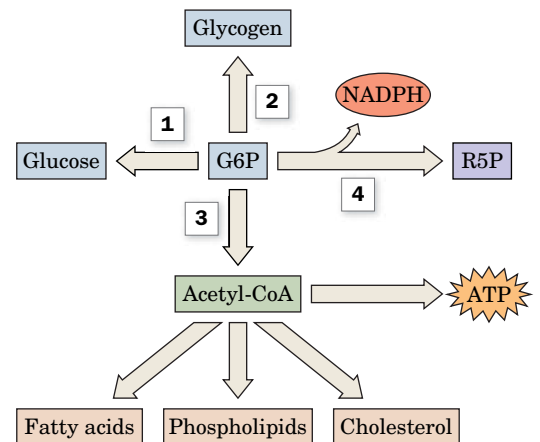 Glycogen
2
NADPH
1
Glucose
G6P
R5P
4
3
Acetyl-CoA
ATP
Fatty acids
Phospholipids
Cholesterol